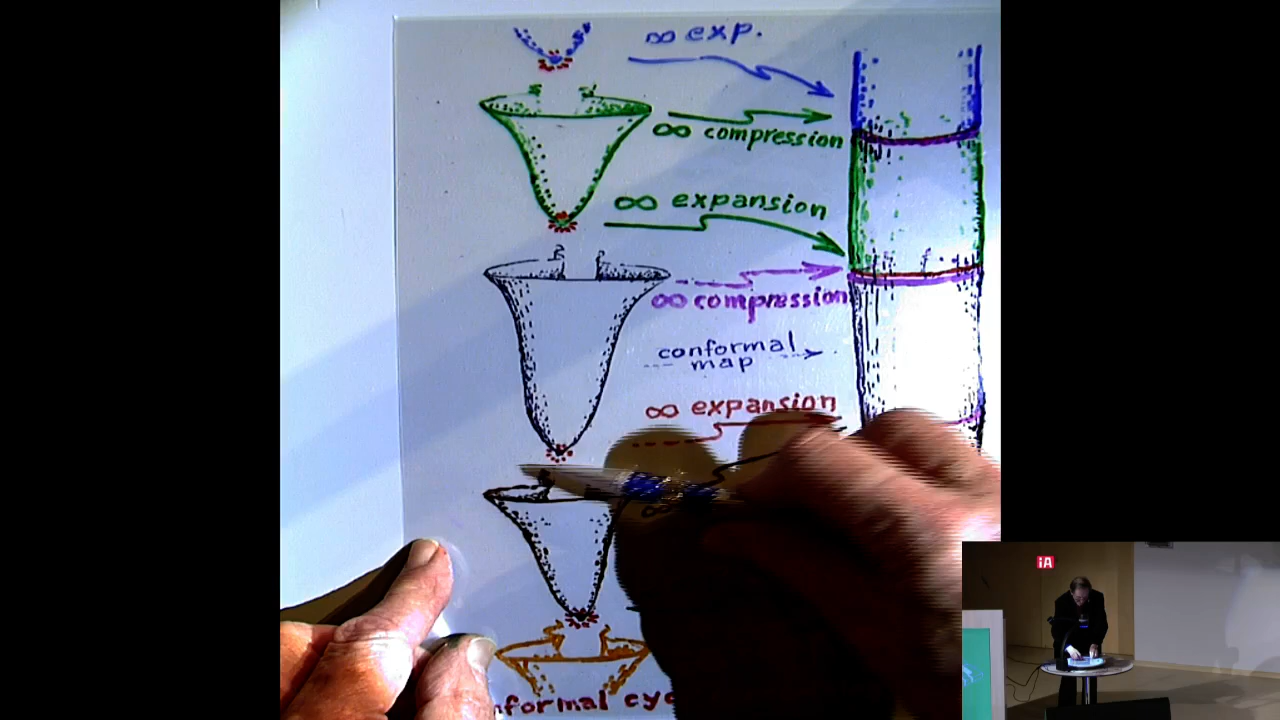 ∞ exp.
∞ compression
∞ expansion
∞ compression
conformal
map
∞ expansion
∞
iA